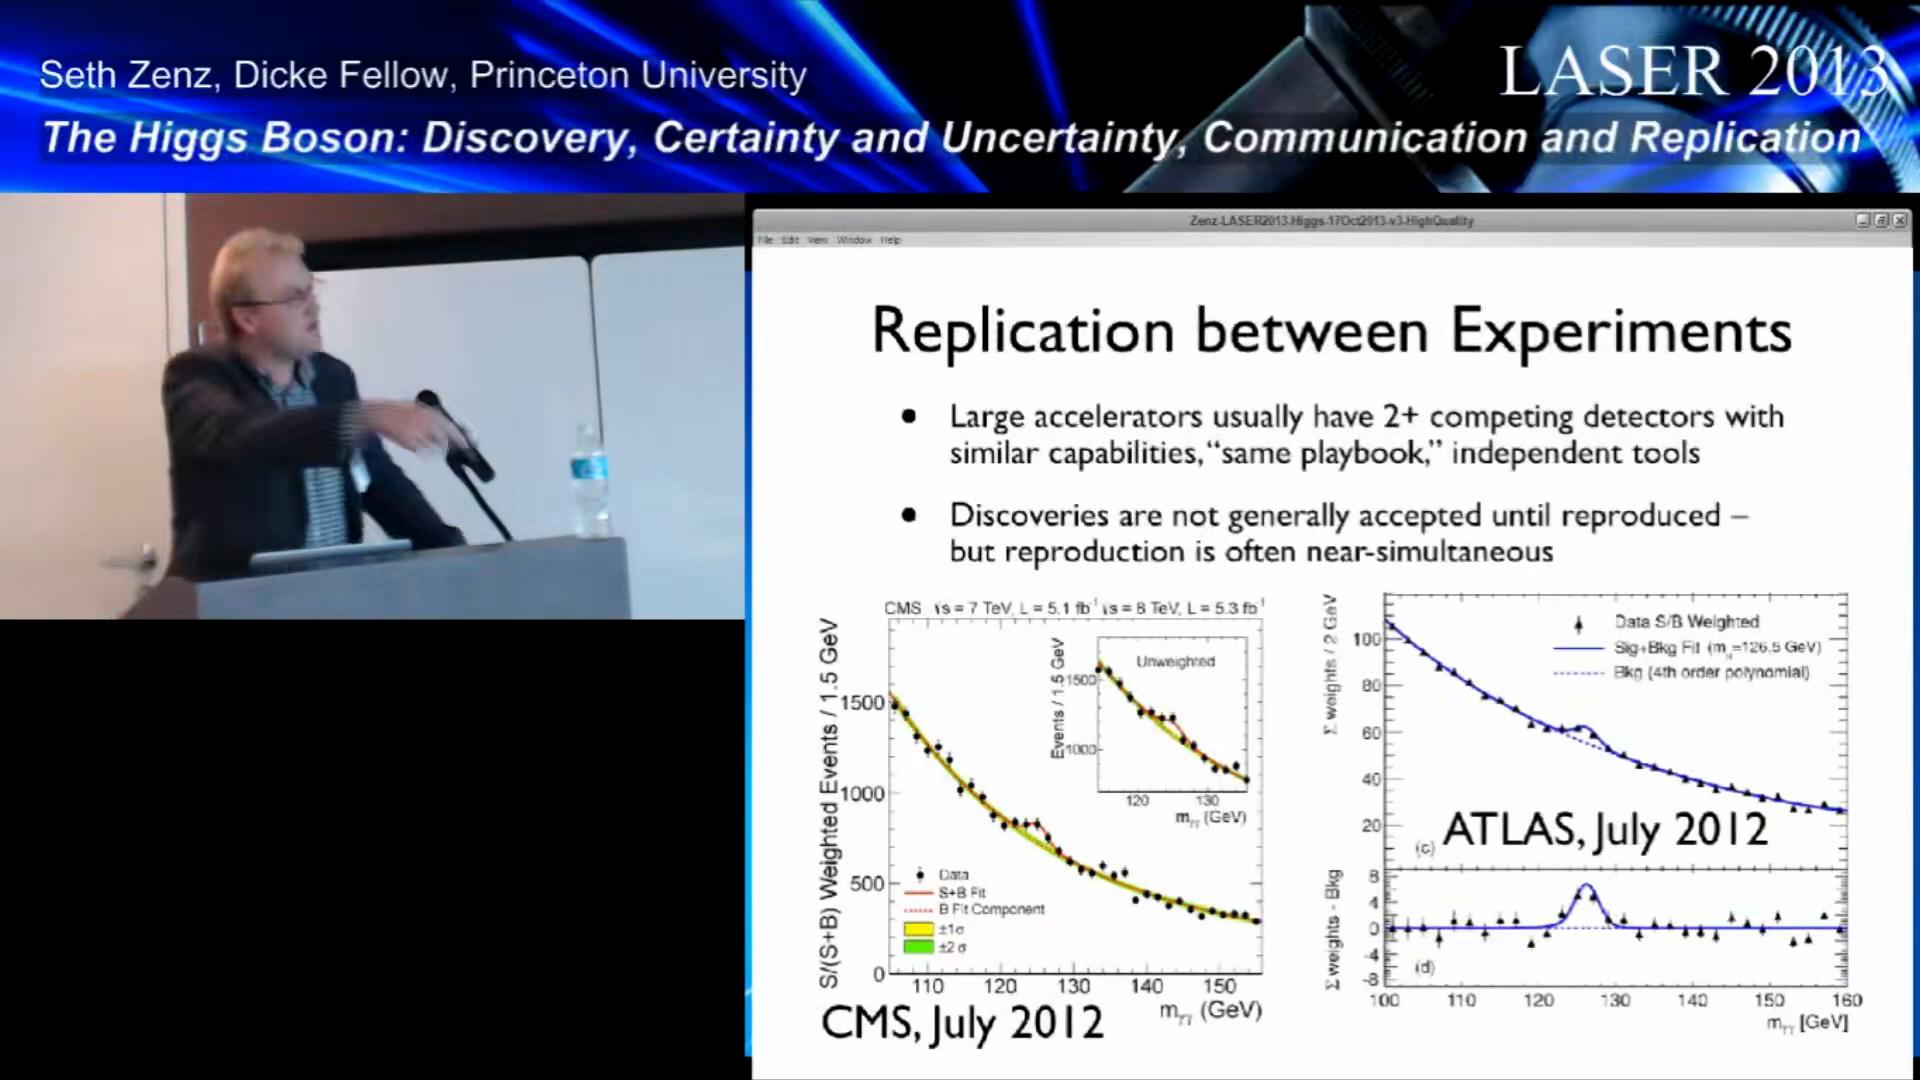 Seth Zenz, Dicke Fellow, Princeton University
LASER 2013
The Higgs Boson: Discovery, Certainty and Uncertainty, Communication and Replication
Zenz-LASER2013-Higgs-17Oct2013-v3-HighQuality
File Edit View Window Help
Replication between Experiments
• Large accelerators usually have 2+ competing detectors with
similar capabilities, “same playbook,” independent tools
• Discoveries are not generally accepted until reproduced –
but reproduction is often near-simultaneous
CMS √s = 7 TeV, L = 5.1 fb⁻¹ √s = 8 TeV, L = 5.3 fb⁻¹
S/(S+B) Weighted Events / 1.5 GeV
1500
1000
500
0
110 120 130 140 150
mγγ (GeV)
Unweighted
Events / 1.5 GeV
1500
1000
120 130
mγγ (GeV)
Data
S+B Fit
B Fit Component
±1σ
±2σ
CMS, July 2012
Σ weights / 2 GeV
100
80
60
40
20
Data S/B Weighted
Sig+Bkg Fit (mH=126.5 GeV)
Bkg (4th order polynomial)
(c)
ATLAS, July 2012
Σ weights - Bkg
8
4
0
-4
-8
(d)
100 110 120 130 140 150 160
mγγ [GeV]